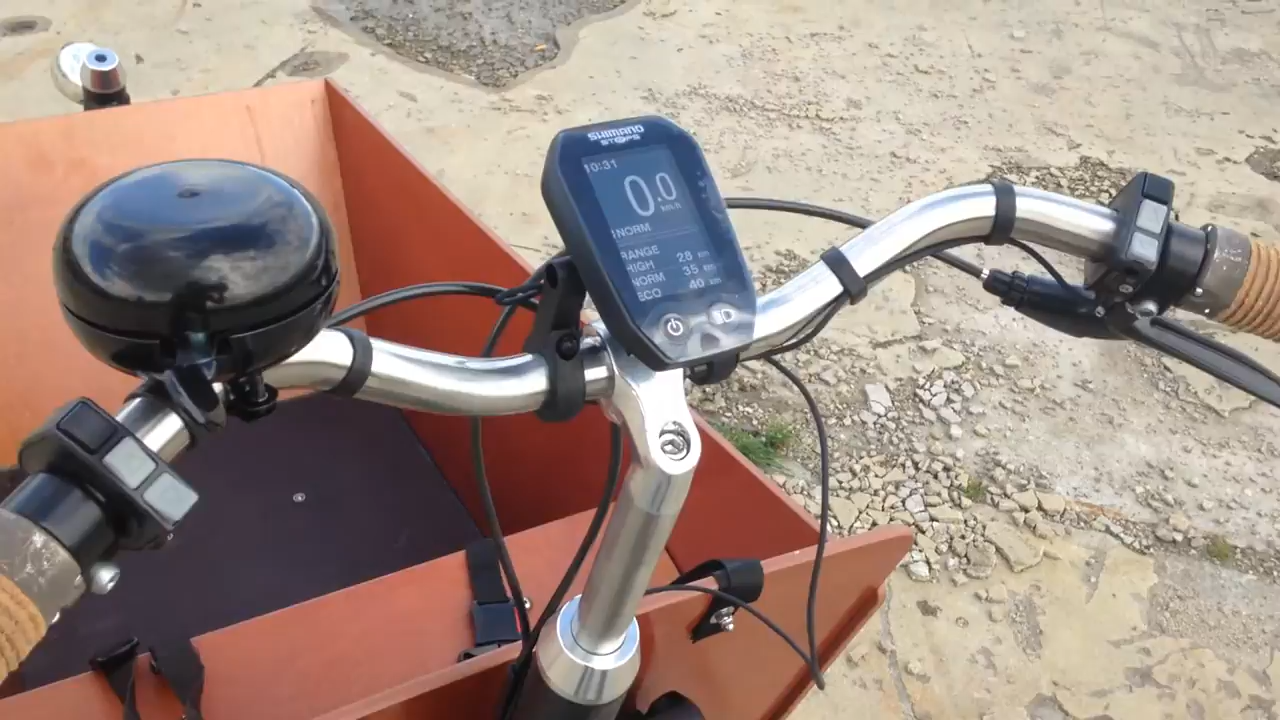 SHIMANO
STEPS
10:31
0.0
km/h
NORM
RANGE
HIGH 28 km
NORM 35 km
ECO 40 km